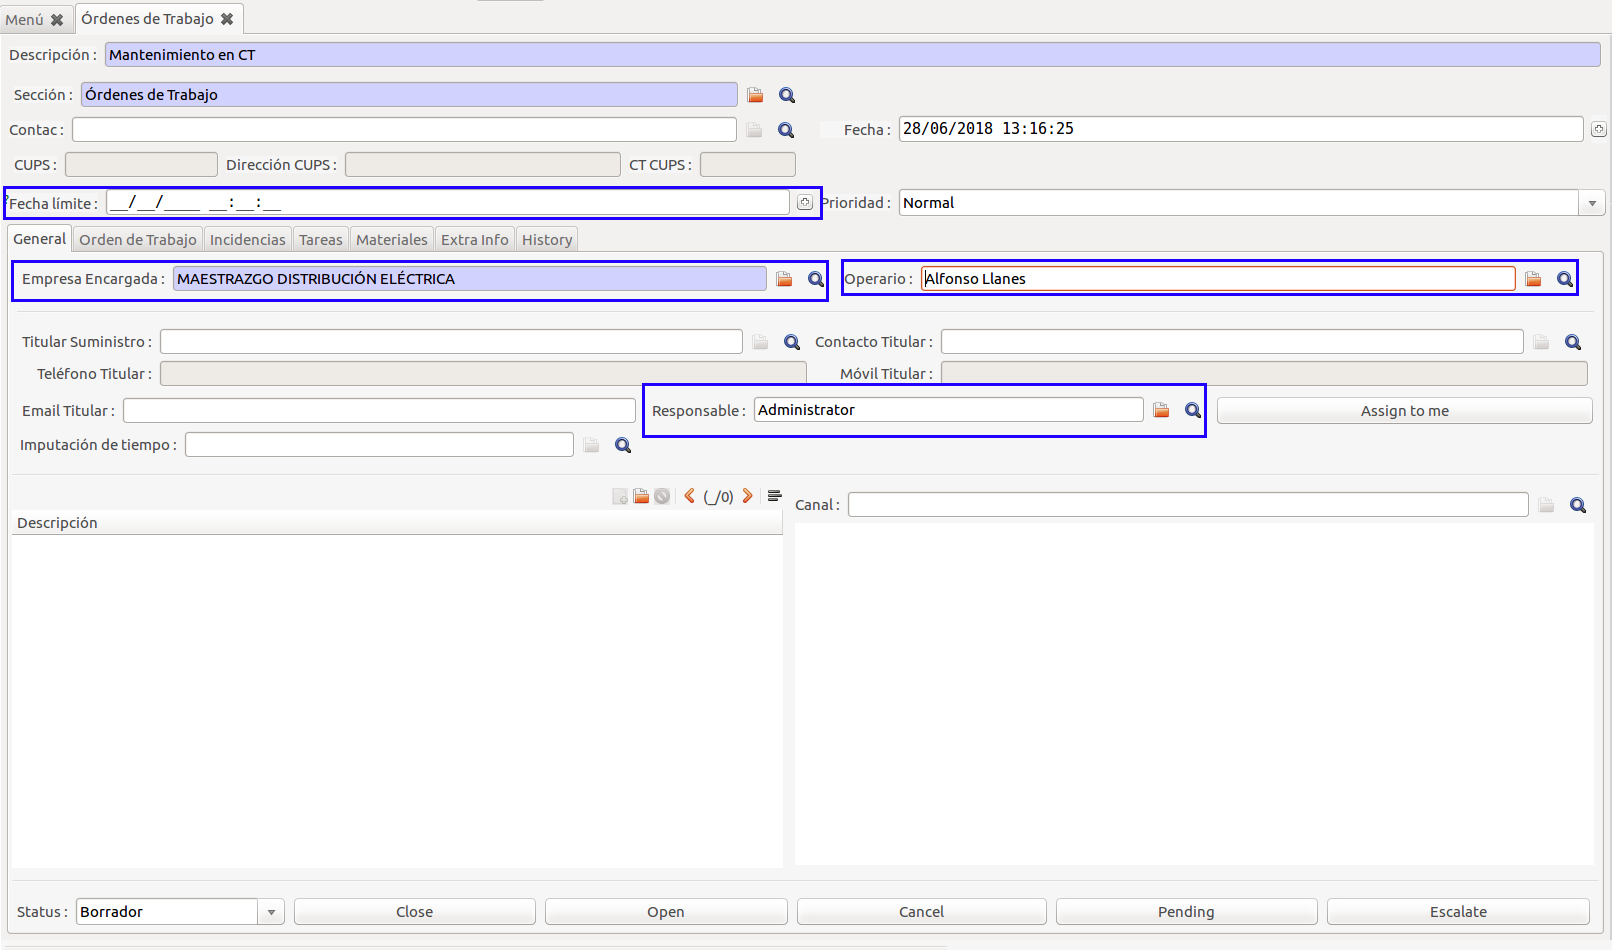 Menú Órdenes de Trabajo
Descripción : Mantenimiento en CT
Sección : Órdenes de Trabajo
Contac : Fecha : 28/06/2018 13:16:25
CUPS : Dirección CUPS : CT CUPS :
? Fecha límite : __/__/____ __:__:__ Prioridad : Normal
General Orden de Trabajo Incidencias Tareas Materiales Extra Info History
Empresa Encargada : MAESTRAZGO DISTRIBUCIÓN ELÉCTRICA Operario : Alfonso Llanes
Titular Suministro : Contacto Titular :
Teléfono Titular : Móvil Titular :
Email Titular : Responsable : Administrator Assign to me
Imputación de tiempo :
(_/0)
Canal :
Descripción
Status : Borrador Close Open Cancel Pending Escalate